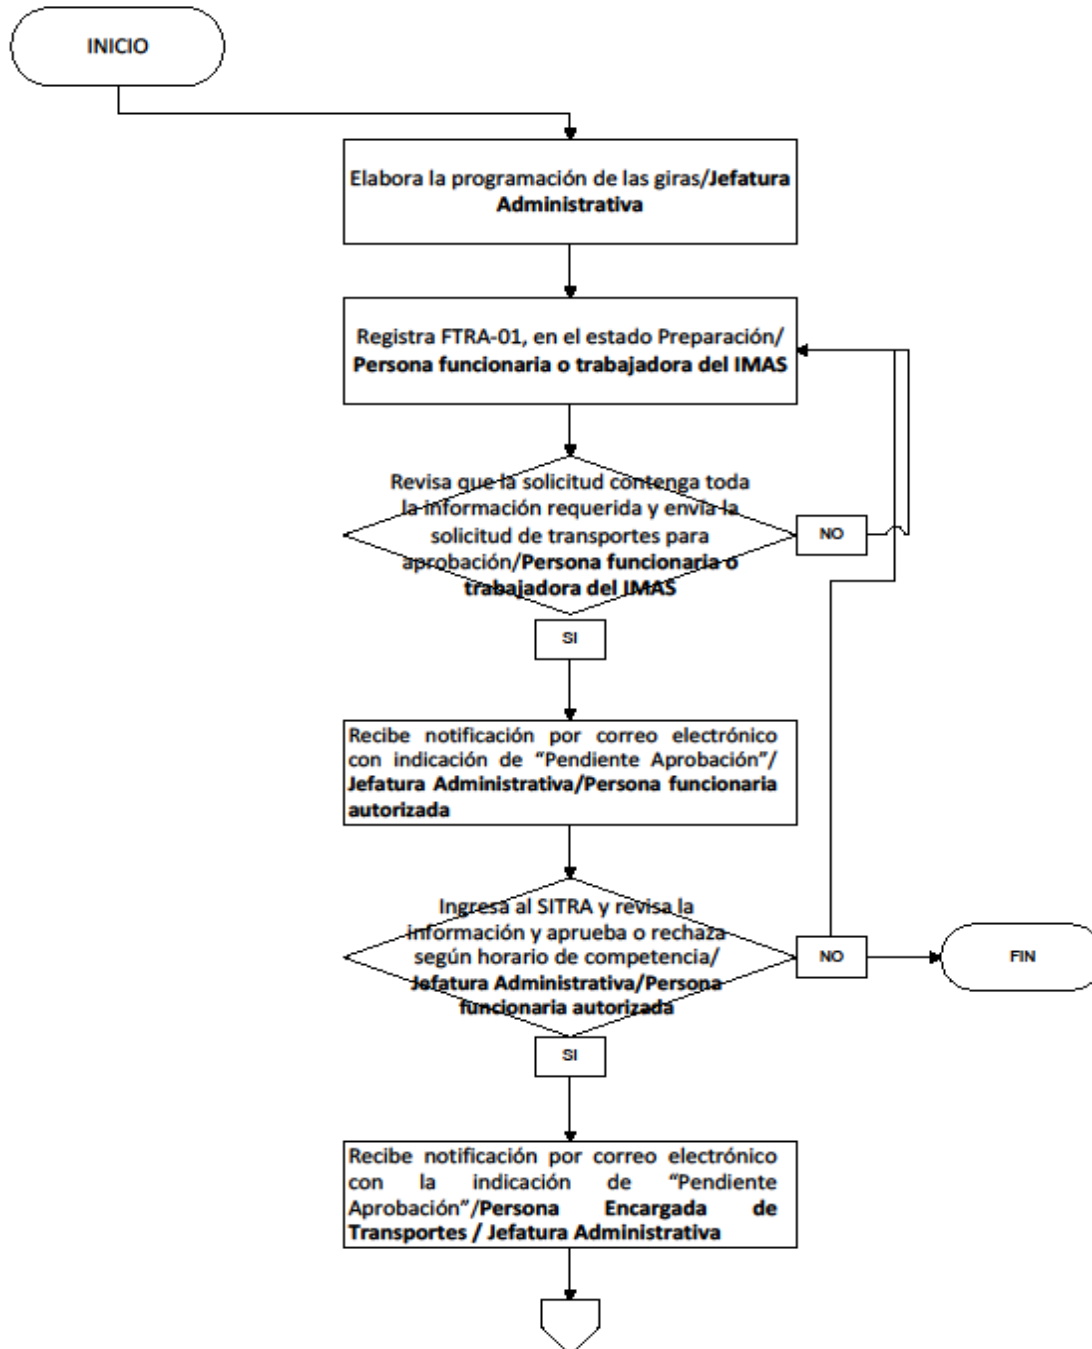 INICIO
Elabora la programación de las giras/Jefatura
Administrativa
Registra FTRA-01, en el estado Preparación/
Persona funcionaria o trabajadora del IMAS
Revisa que la solicitud contenga toda
la información requerida y envía la
solicitud de transportes para
aprobación/Persona funcionaria o
trabajadora del IMAS
NO
SI
Recibe notificación por correo electrónico
con indicación de “Pendiente Aprobación”/
Jefatura Administrativa/Persona funcionaria
autorizada
Ingresa al SITRA y revisa la
información y aprueba o rechaza
según horario de competencia/
Jefatura Administrativa/Persona
funcionaria autorizada
NO
FIN
SI
Recibe notificación por correo electrónico
con la indicación de “Pendiente
Aprobación”/Persona Encargada de
Transportes / Jefatura Administrativa